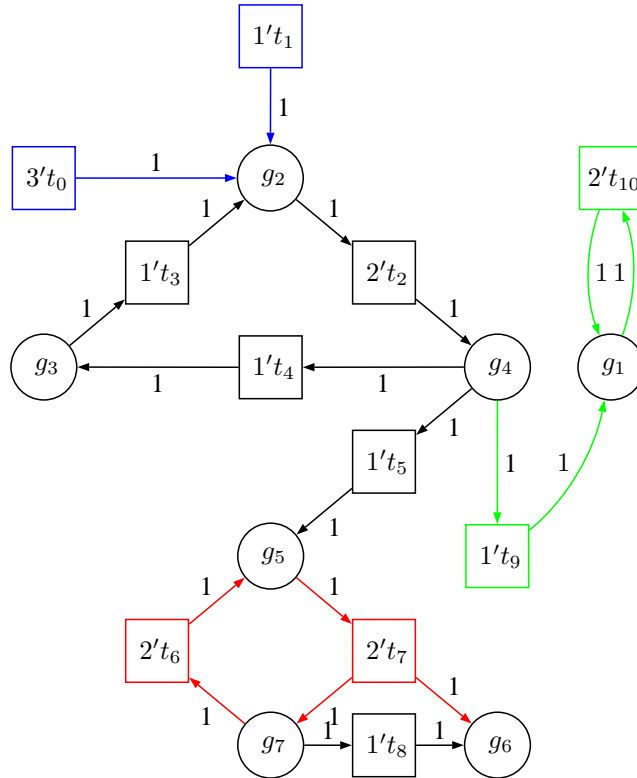 1't₁
1
3't₀
1
g₂
2't₁₀
1
1
1't₃
2't₂
1 1
1
1
g₃
1't₄
g₄
g₁
1
1
1
1't₅
1
1
1't₉
1
g₅
1
1
2't₆
2't₇
1
1
1
1
g₇
1't₈
1
g₆